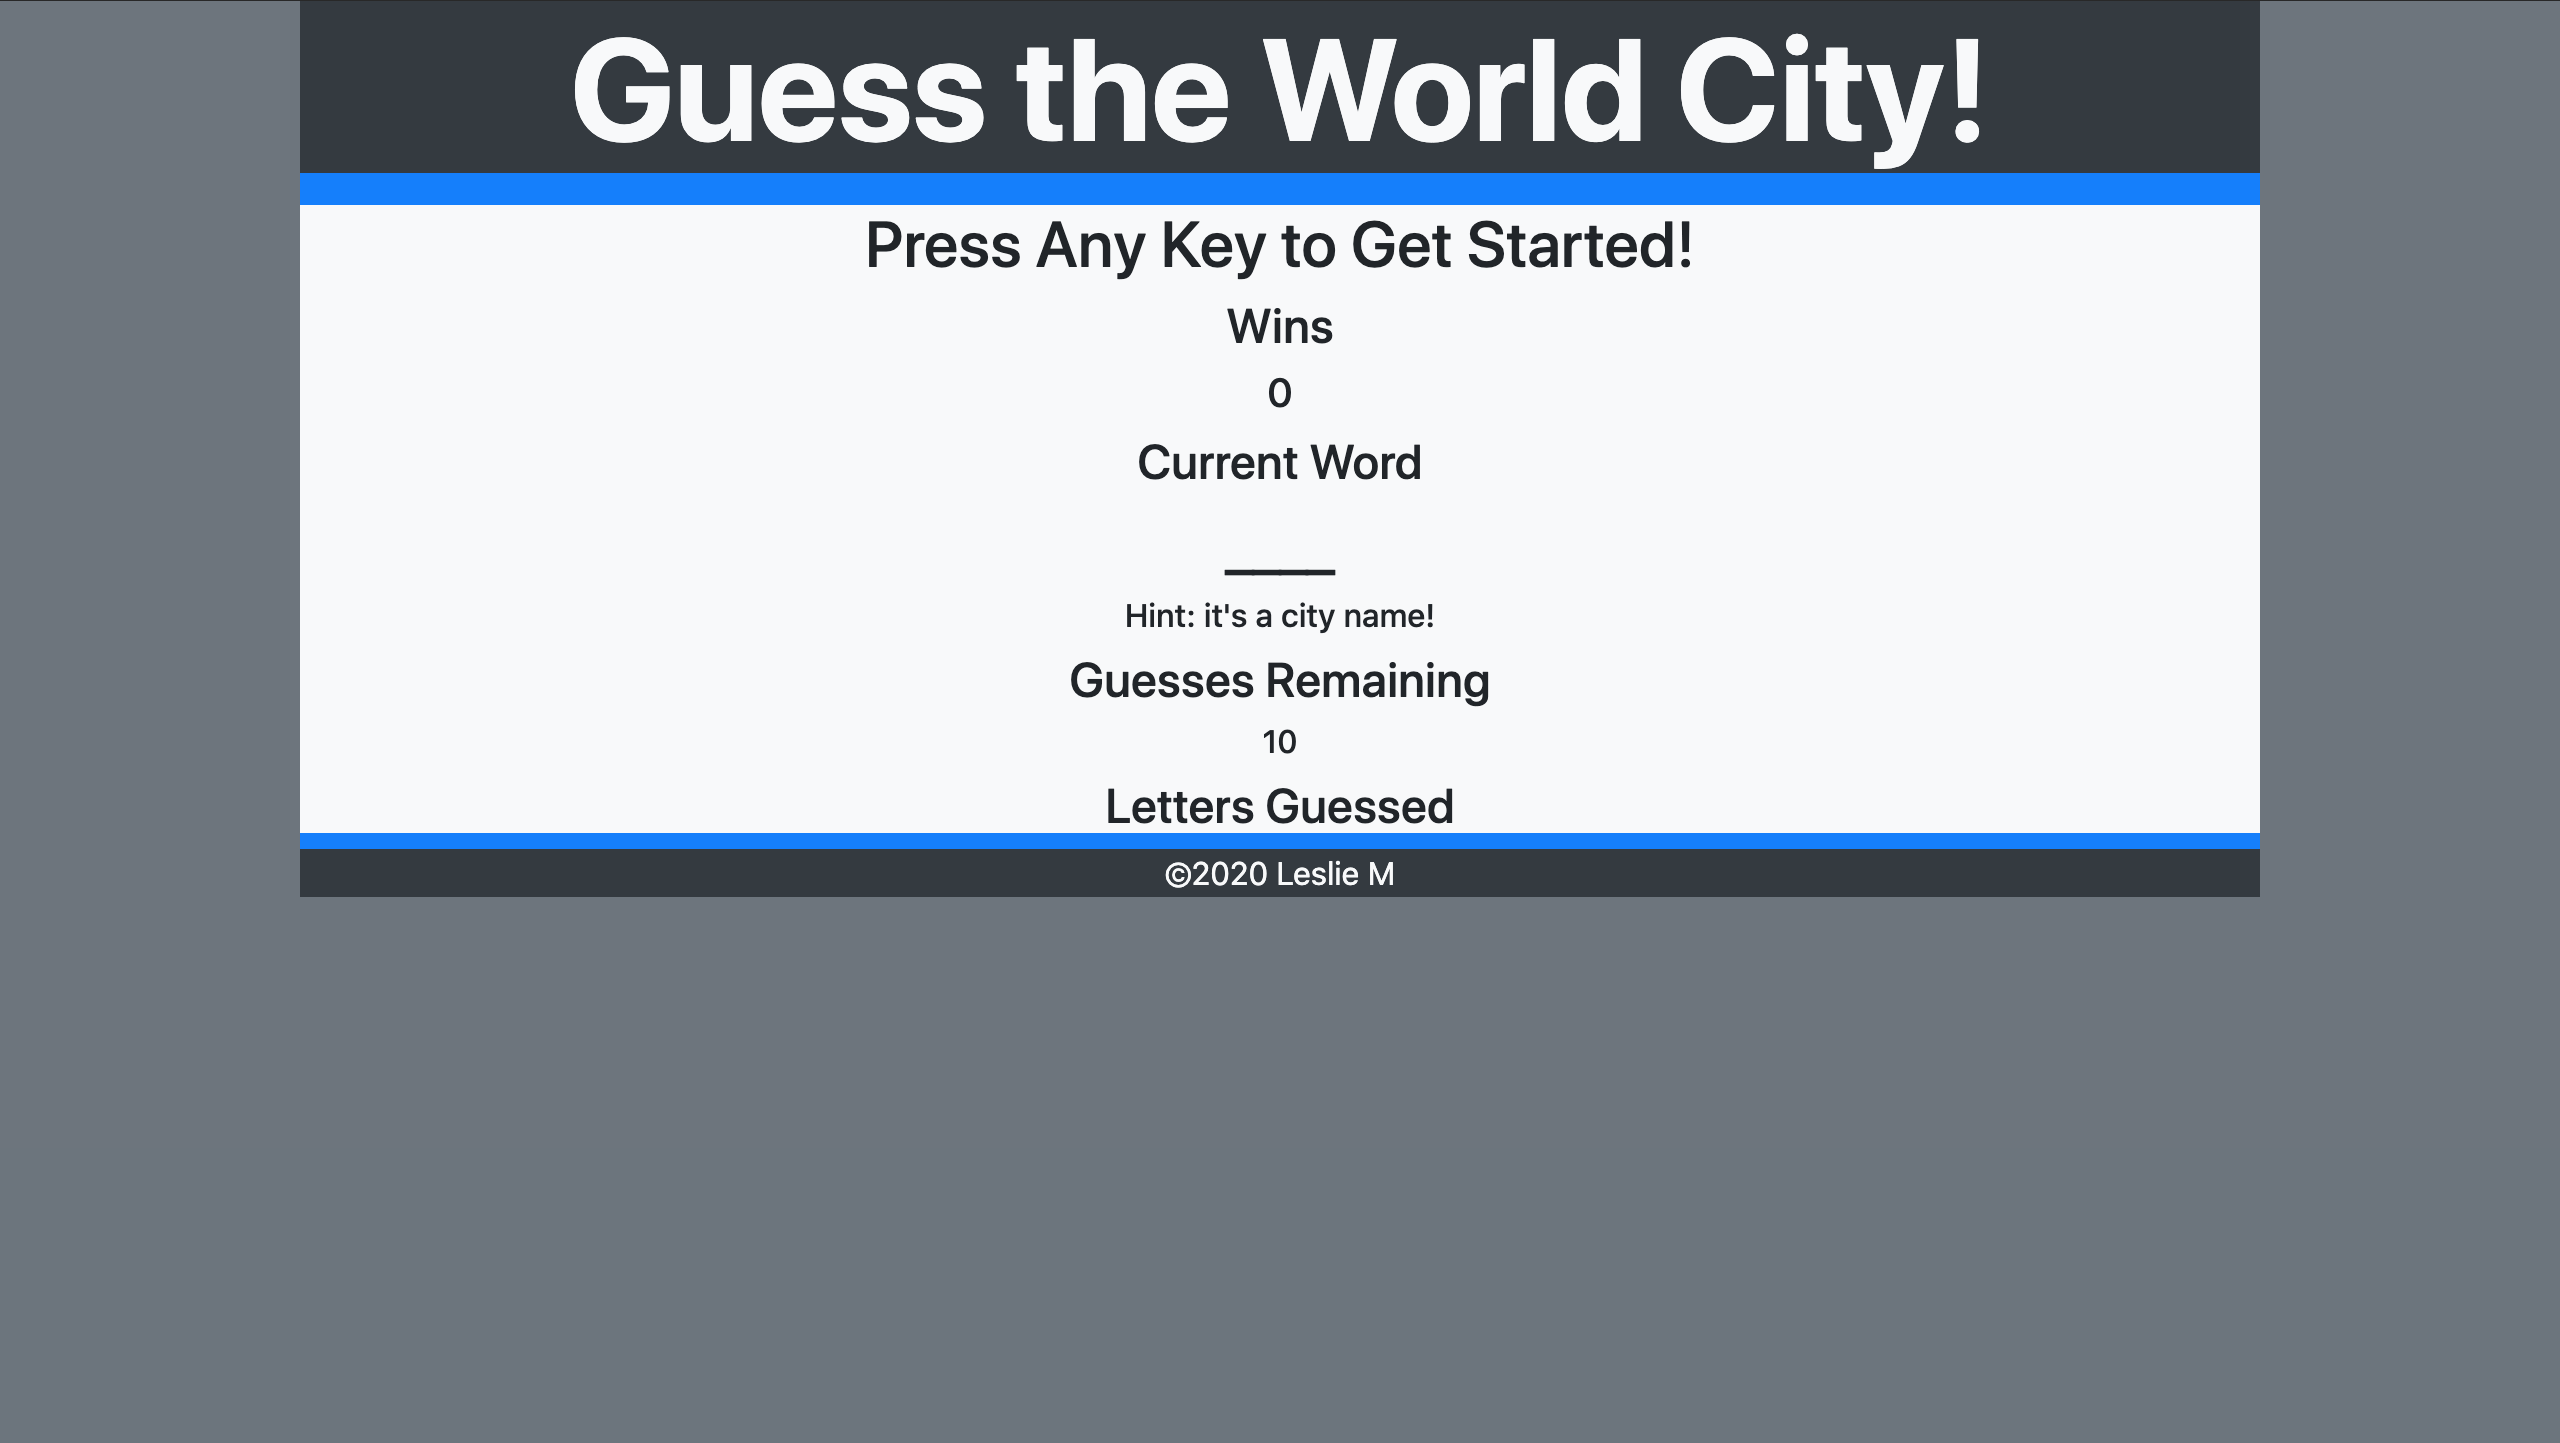 Guess the World City!
Press Any Key to Get Started!
Wins
0
Current Word
____
Hint: it's a city name!
Guesses Remaining
10
Letters Guessed
©2020 Leslie M